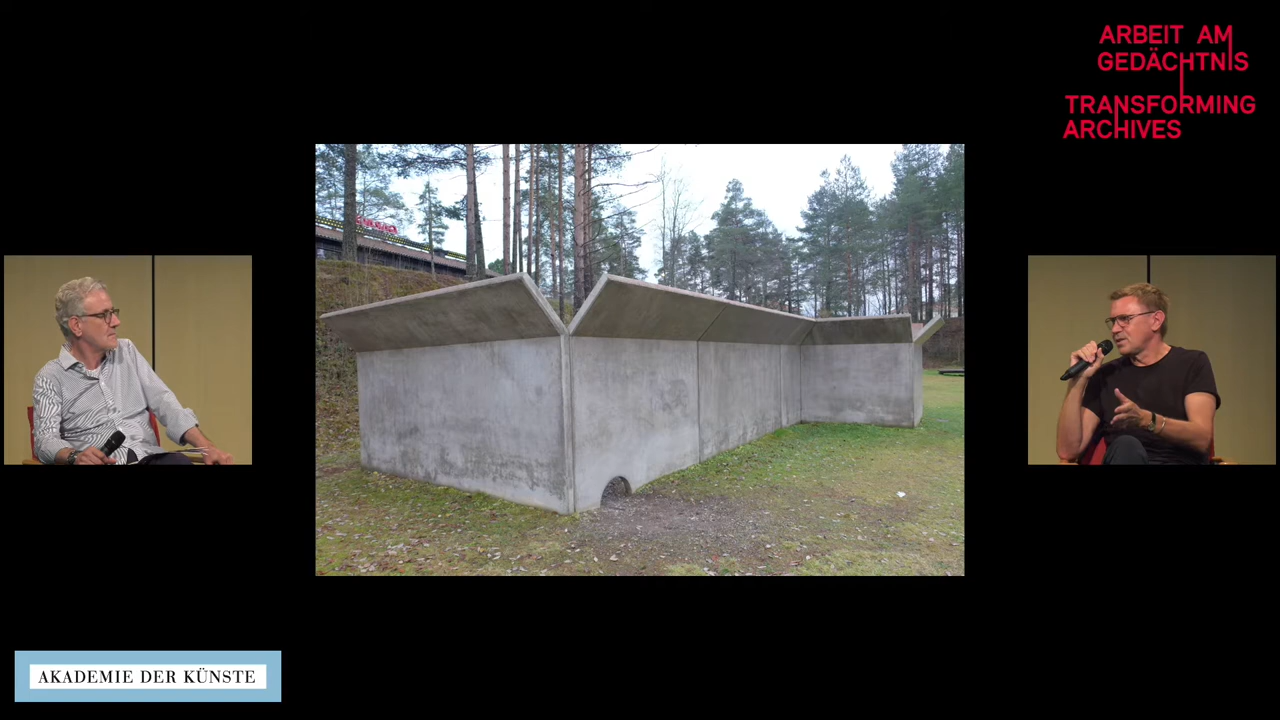 ARBEIT AM
GEDÄCHTNIS
TRANSFORMING
ARCHIVES
AKADEMIE DER KÜNSTE